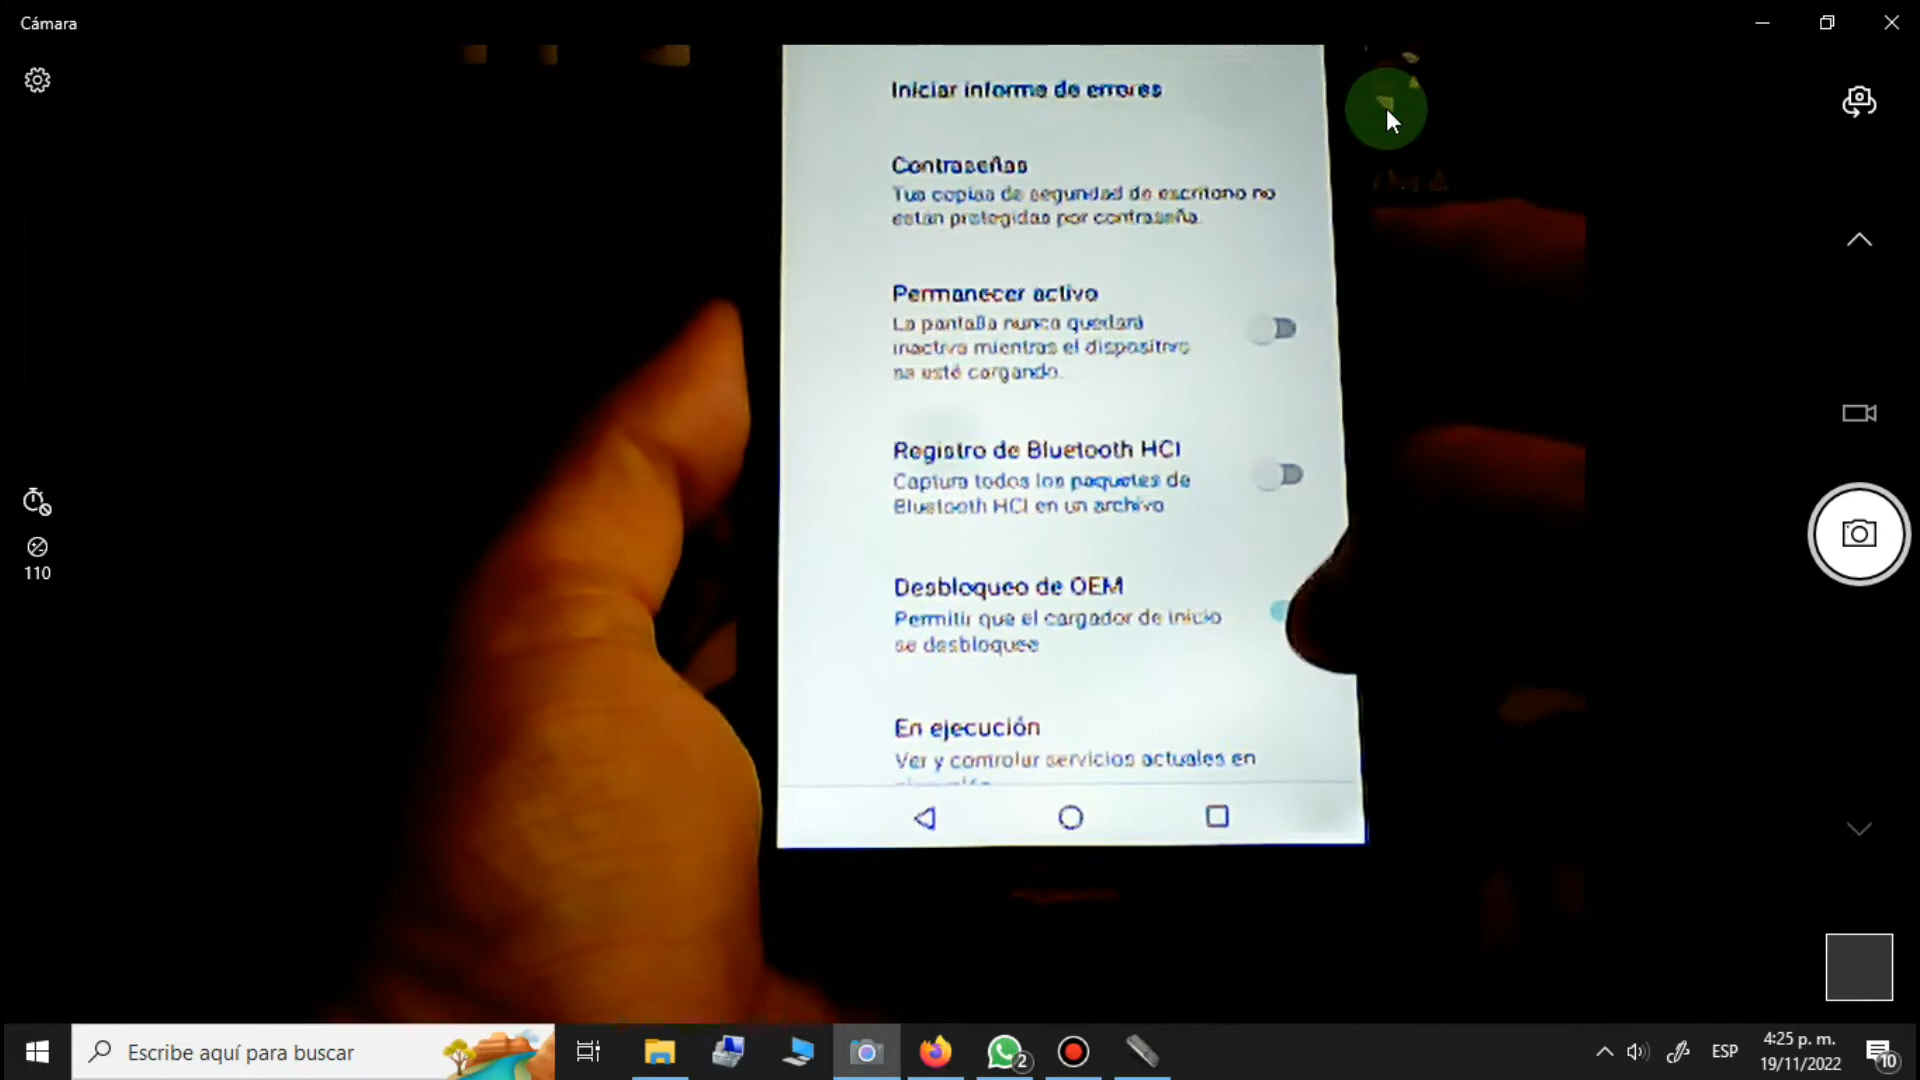 Cámara
Iniciar informe de errores
Contraseñas
Tus copias de seguridad de escritorio no
están protegidas por contraseña.
Permanecer activo
La pantalla nunca quedará
inactiva mientras el dispositivo
se esté cargando.
Registro de Bluetooth HCI
Captura todos los paquetes de
Bluetooth HCI en un archivo
Desbloqueo de OEM
Permitir que el cargador de inicio
se desbloquee
En ejecución
Ver y controlar servicios actuales en
110
Escribe aquí para buscar
2
ESP
4:25 p. m.
19/11/2022
10